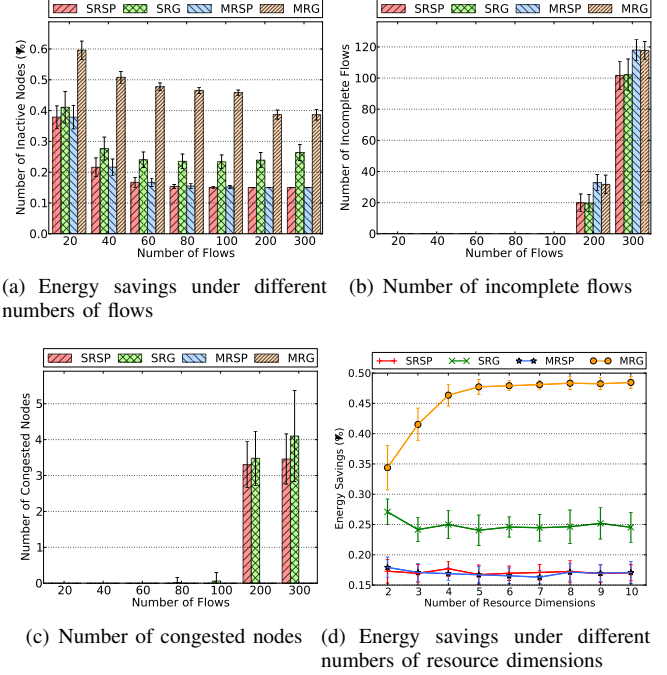 SRSP SRG MRSP MRG
Number of Inactive Nodes (%)
0.6
0.5
0.4
0.3
0.2
0.1
0.0
20 40 60 80 100 200 300
Number of Flows
(a) Energy savings under different
numbers of flows
SRSP SRG MRSP MRG
Number of Incomplete Flows
120
100
80
60
40
20
0
20 40 60 80 100 200 300
Number of Flows
(b) Number of incomplete flows
SRSP SRG MRSP MRG
Number of Congested Nodes
5
4
3
2
1
0
20 40 60 80 100 200 300
Number of Flows
(c) Number of congested nodes
SRSP SRG MRSP MRG
Energy Savings (%)
0.50
0.45
0.40
0.35
0.30
0.25
0.20
0.15
2 3 4 5 6 7 8 9 10
Number of Resource Dimensions
(d) Energy savings under different
numbers of resource dimensions